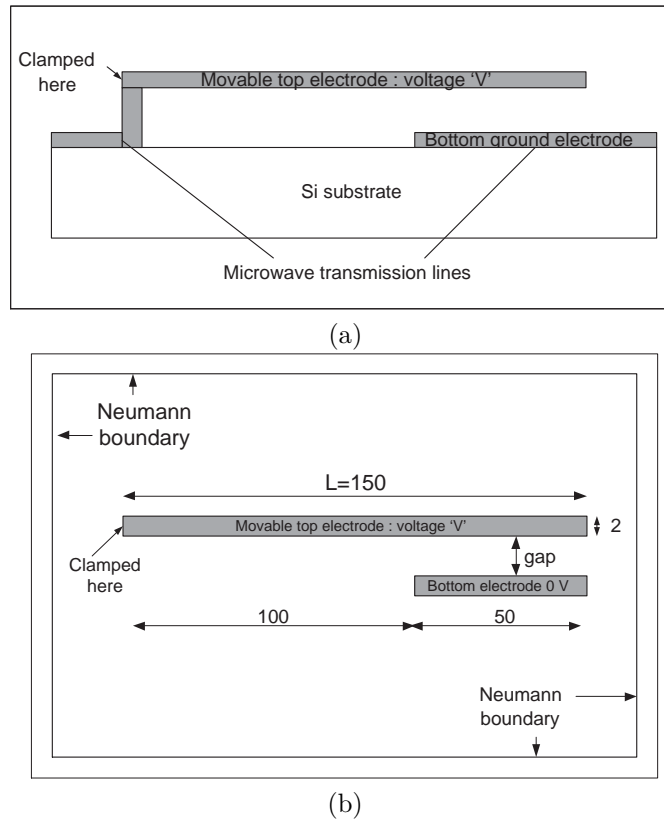 Clamped
here
Movable top electrode : voltage ‘V’
Bottom ground electrode
Si substrate
Microwave transmission lines
(a)
Neumann
boundary
L=150
Movable top electrode : voltage ‘V’
2
Clamped
here
gap
Bottom electrode 0 V
100
50
Neumann
boundary
(b)